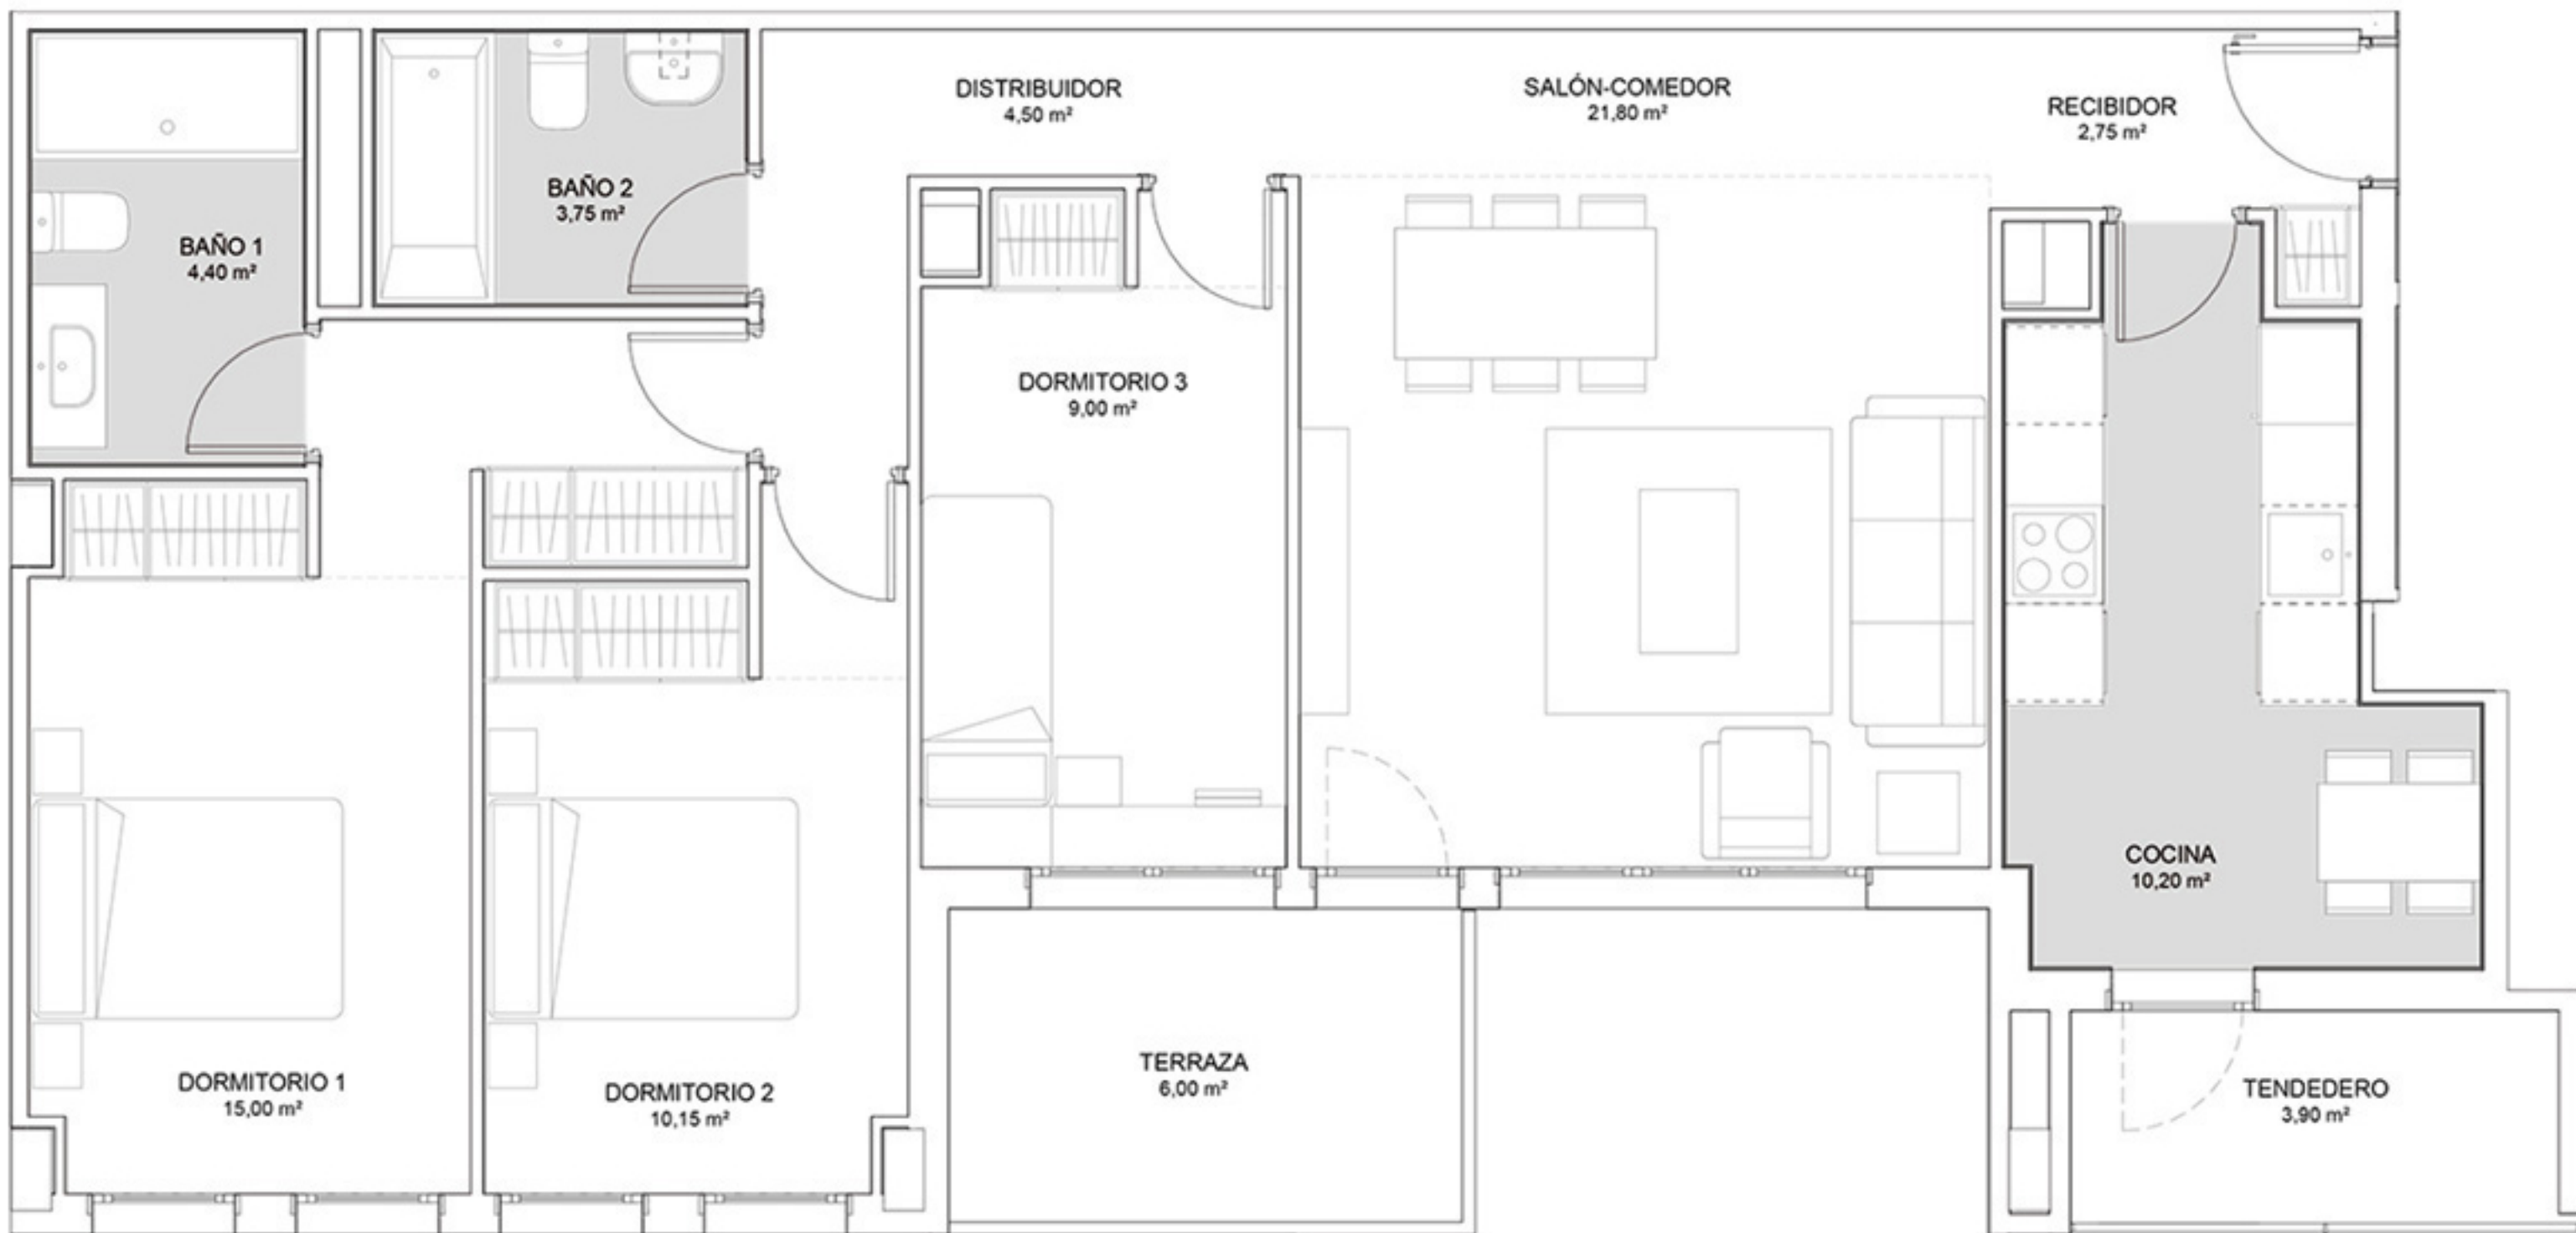 DISTRIBUIDOR
4,50 m²
SALÓN-COMEDOR
21,80 m²
RECIBIDOR
2,75 m²
BAÑO 2
3,75 m²
BAÑO 1
4,40 m²
DORMITORIO 3
9,00 m²
COCINA
10,20 m²
TERRAZA
6,00 m²
DORMITORIO 1
15,00 m²
DORMITORIO 2
10,15 m²
TENDEDERO
3,90 m²